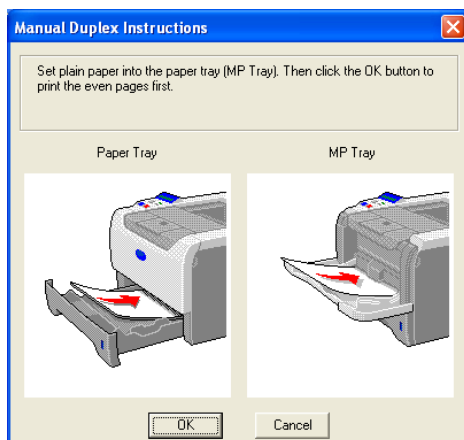 Manual Duplex Instructions
Set plain paper into the paper tray (MP Tray). Then click the OK button to
print the even pages first.
Paper Tray
MP Tray
OK
Cancel